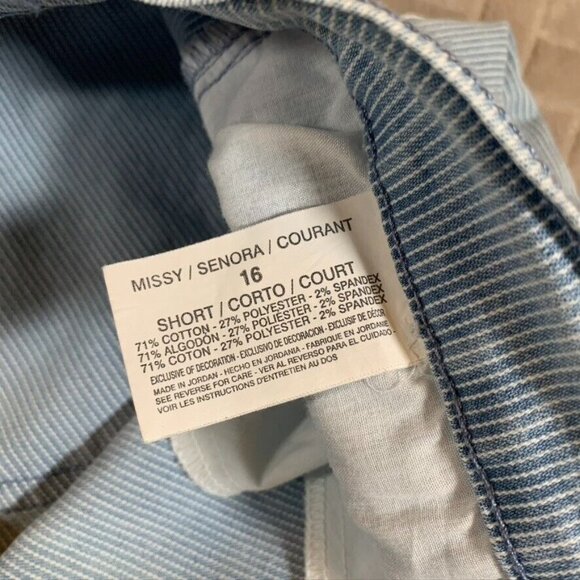 MISSY / SENORA / COURANT
16
SHORT / CORTO / COURT
71% COTTON - 27% POLYESTER - 2% SPANDEX
71% ALGODÓN - 27% POLIESTER - 2% SPANDEX
71% COTON - 27% POLYESTER - 2% SPANDEX
EXCLUSIVE OF DECORATION - EXCLUSIVO DE DECORACION - EXCLUSIF DE DÉCOR
MADE IN JORDAN - HECHO EN JORDANIA - FABRIQUE EN JORDANIE
SEE REVERSE FOR CARE - VER AL REVERSO PARA EL CUIDADO
VOIR LES INSTRUCTIONS D'ENTRETIEN AU DOS